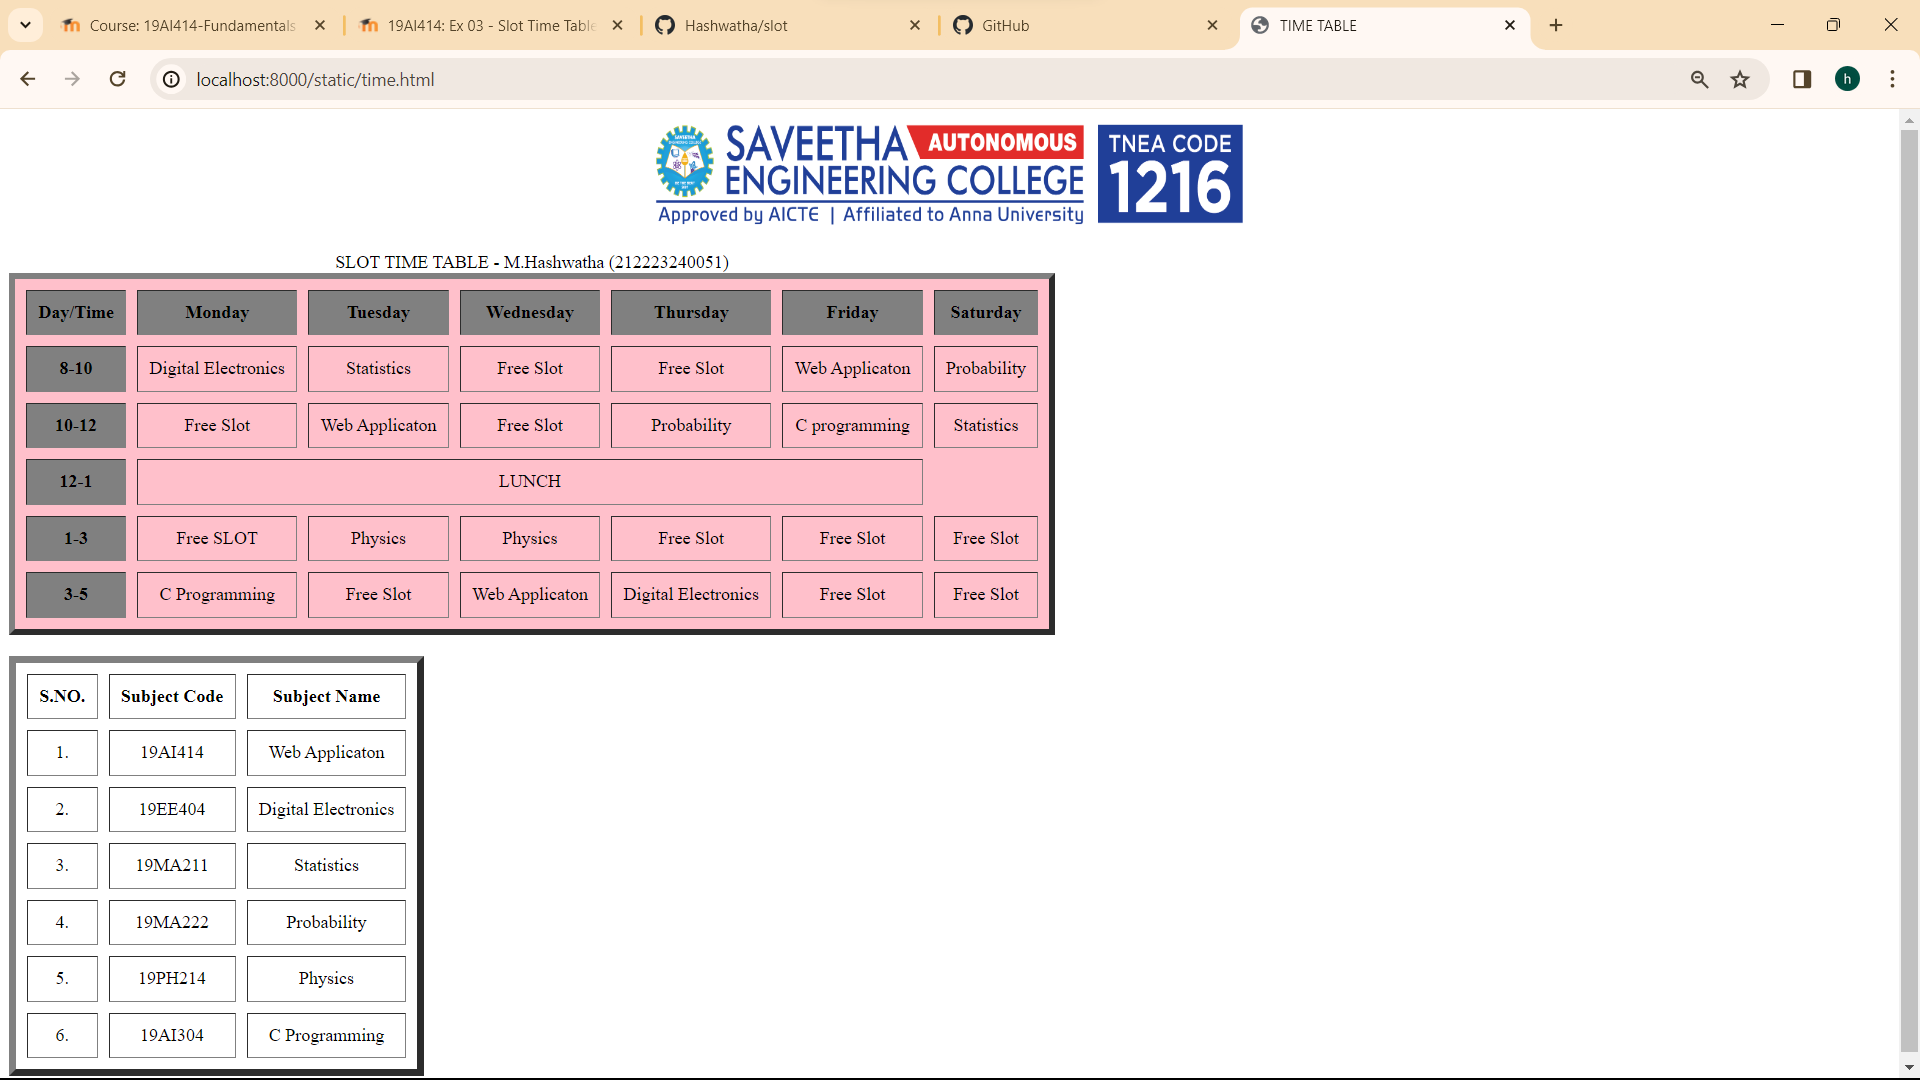 Course: 19AI414-Fundamentals
19AI414: Ex 03 - Slot Time Table
Hashwatha/slot
GitHub
TIME TABLE
localhost:8000/static/time.html
h
SAVEETHA AUTONOMOUS
ENGINEERING COLLEGE
Approved by AICTE | Affiliated to Anna University
TNEA CODE
1216
SLOT TIME TABLE - M.Hashwatha (212223240051)
Day/Time Monday Tuesday Wednesday Thursday Friday Saturday
8-10 Digital Electronics Statistics Free Slot Free Slot Web Applicaton Probability
10-12 Free Slot Web Applicaton Free Slot Probability C programming Statistics
12-1 LUNCH
1-3 Free SLOT Physics Physics Free Slot Free Slot Free Slot
3-5 C Programming Free Slot Web Applicaton Digital Electronics Free Slot Free Slot
S.NO. Subject Code Subject Name
1. 19AI414 Web Applicaton
2. 19EE404 Digital Electronics
3. 19MA211 Statistics
4. 19MA222 Probability
5. 19PH214 Physics
6. 19AI304 C Programming